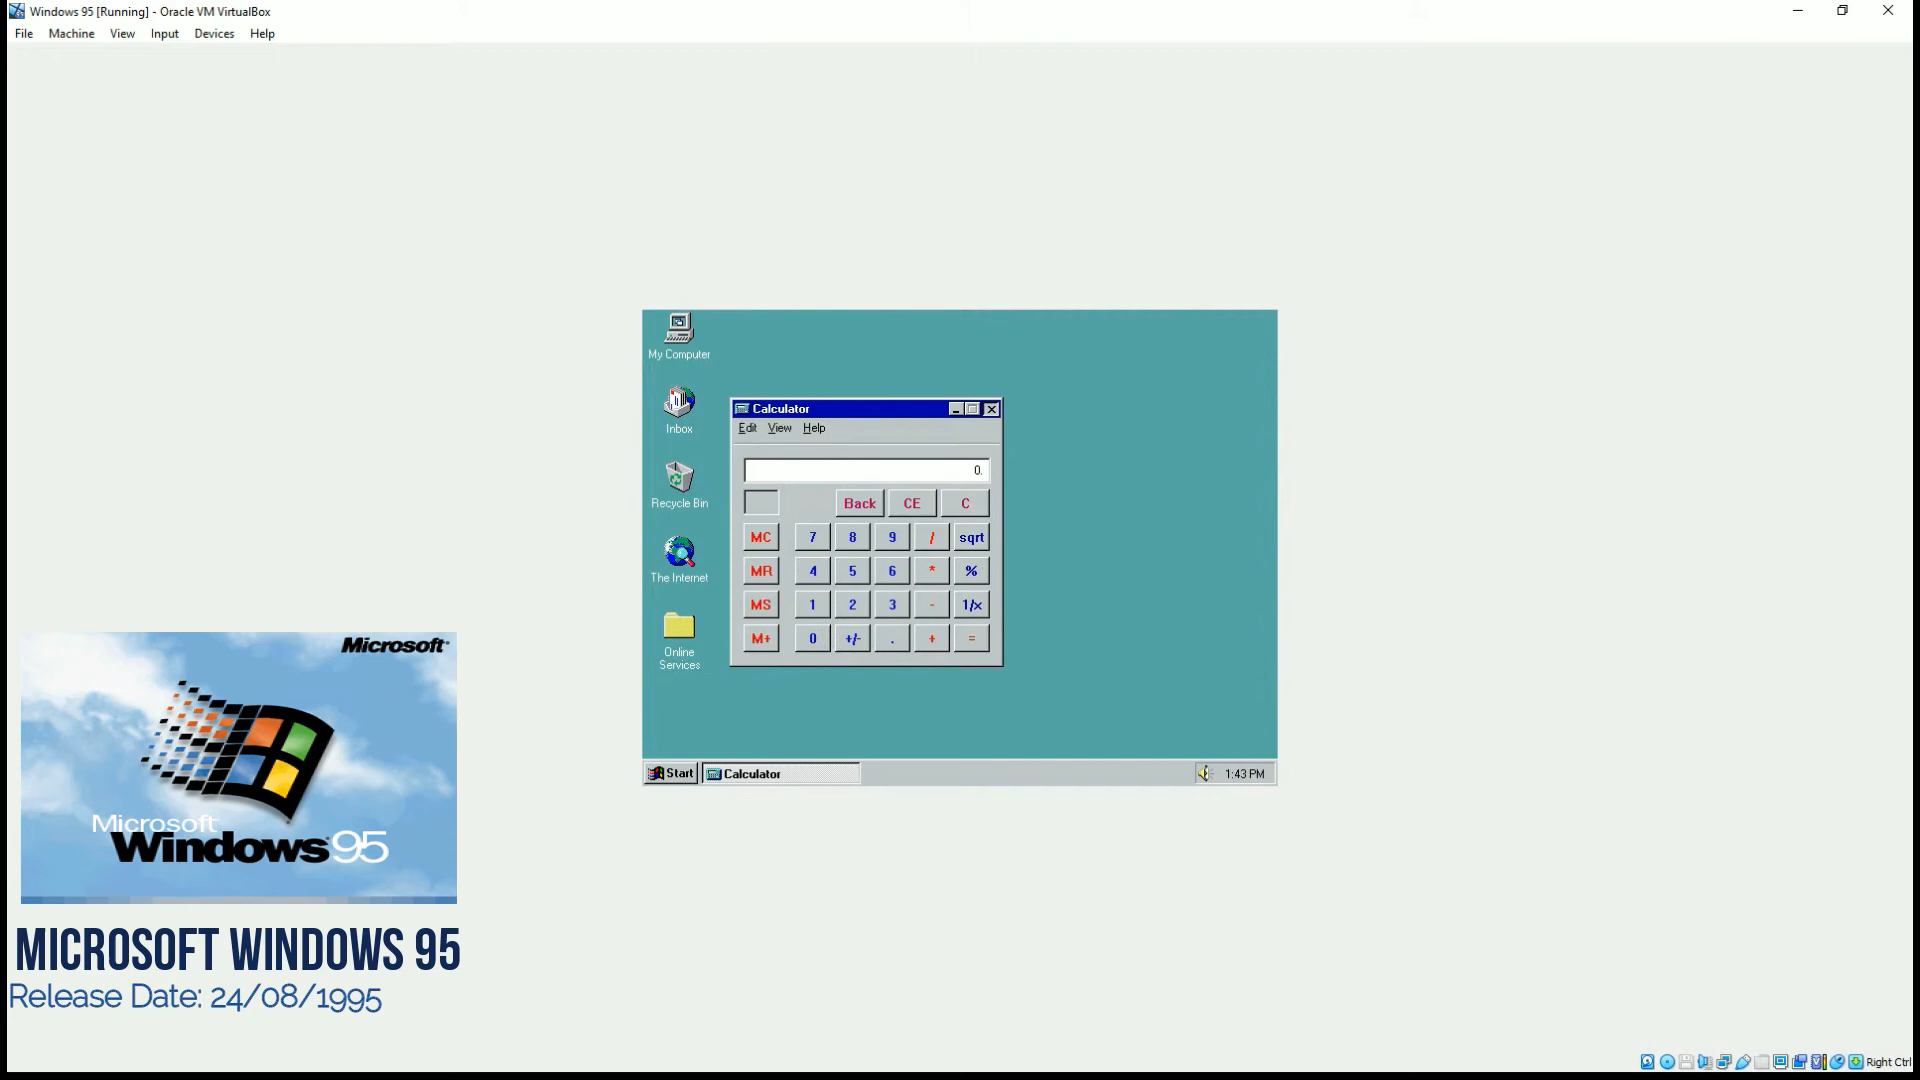 Windows 95 [Running] - Oracle VM VirtualBox
File Machine View Input Devices Help
My Computer
Inbox
Recycle Bin
The Internet
Online
Services
Calculator
Edit View Help
0.
Back CE C
MC 7 8 9 / sqrt
MR 4 5 6 * %
MS 1 2 3 - 1/x
M+ 0 +/- . + =
Start Calculator 1:43 PM
Microsoft
Microsoft
Windows 95
MICROSOFT WINDOWS 95
Release Date: 24/08/1995
Right Ctrl